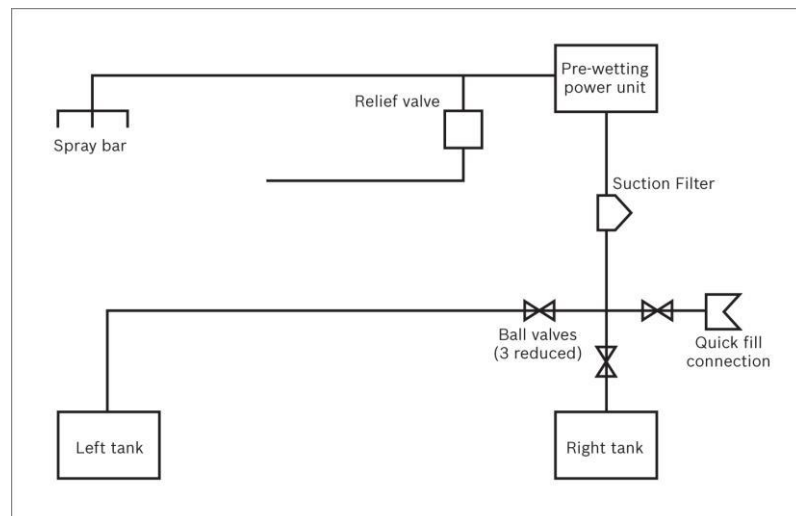 Pre-wetting
power unit
Relief valve
Spray bar
Suction Filter
Ball valves
(3 reduced)
Quick fill
connection
Left tank
Right tank